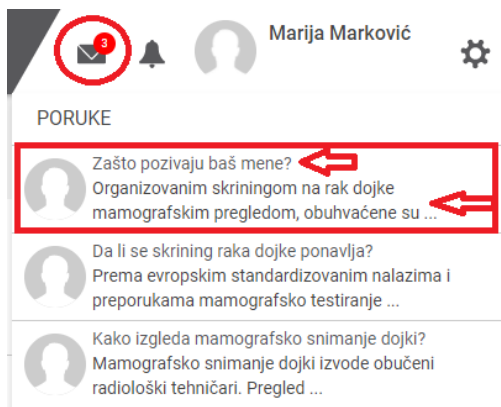 3
Marija Marković
PORUKE
Zašto pozivaju baš mene?
Organizovanim skriningom na rak dojke
mamografskim pregledom, obuhvaćene su ...
Da li se skrining raka dojke ponavlja?
Prema evropskim standardizovanim nalazima i
preporukama mamografsko testiranje ...
Kako izgleda mamografsko snimanje dojki?
Mamografsko snimanje dojki izvode obučeni
radiološki tehničari. Pregled ...